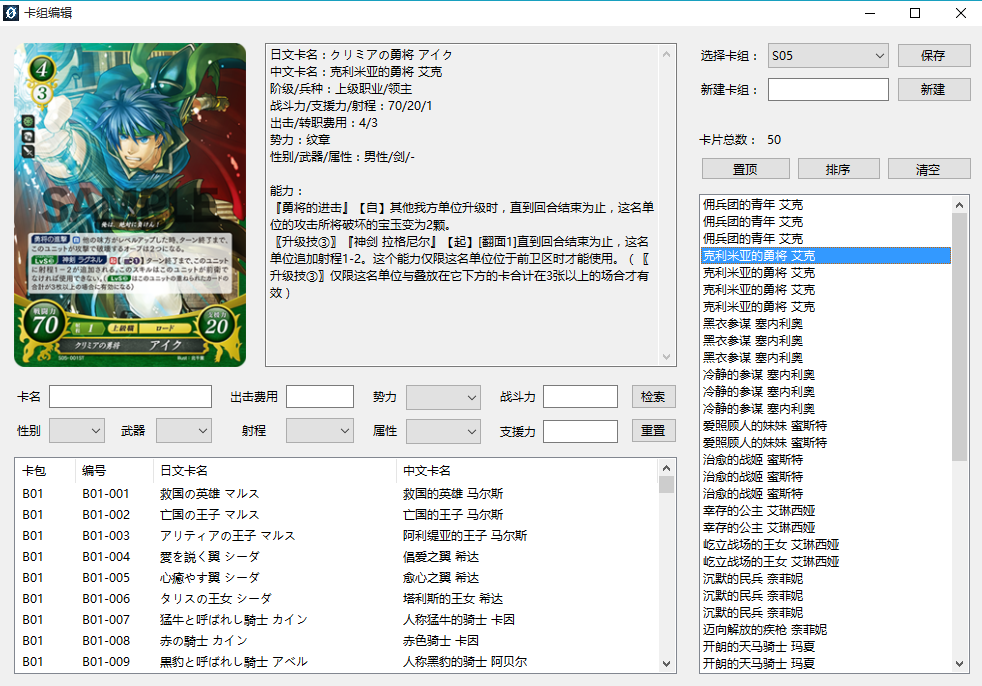 卡组编辑
4
3
SAMPLE
俺は、絶対に負けん！
勇将の進撃 自 他の味方がレベルアップした時、ターン終了まで、
このユニットが攻撃で破壊するオーブは２つになる。
神剣 ラグネル 起 ターン終了まで、このユニット
に射程１－２が追加される。このスキルはこのユニットが前衛で
なければ使用できない。
はこのユニットの重ねられたカードの
合計が３枚以上の場合に有効になる）
戦闘力
70
射程 1
上級職
ロード
支援力
20
クリミアの勇将 アイク
日文卡名：クリミアの勇将 アイク
中文卡名：克利米亚的勇将 艾克
阶级/兵种：上级职业/领主
战斗力/支援力/射程：70/20/1
出击/转职费用：4/3
势力：纹章
性别/武器/属性：男性/剑/-
能力：
『勇将的进击』【自】其他我方单位升级时，直到回合结束为止，这名单
位的攻击所将破坏的宝玉变为2颗。
〖升级技③〗『神剑 拉格尼尔』【起】[翻面1]直到回合结束为止，这名
单位追加射程1-2。这个能力仅限这名单位位于前卫区时才能使用。（〖
升级技③〗仅限这名单位与叠放在它下方的卡合计在3张以上的场合才有
效）
选择卡组： S05 保存
新建卡组： 新建
卡片总数： 50
置顶 排序 清空
佣兵团的青年 艾克
佣兵团的青年 艾克
佣兵团的青年 艾克
克利米亚的勇将 艾克
克利米亚的勇将 艾克
克利米亚的勇将 艾克
克利米亚的勇将 艾克
黑衣参谋 塞内利奥
黑衣参谋 塞内利奥
黑衣参谋 塞内利奥
冷静的参谋 塞内利奥
冷静的参谋 塞内利奥
冷静的参谋 塞内利奥
爱照顾人的妹妹 蜜斯特
爱照顾人的妹妹 蜜斯特
治愈的战姬 蜜斯特
治愈的战姬 蜜斯特
治愈的战姬 蜜斯特
幸存的公主 艾琳西娅
幸存的公主 艾琳西娅
屹立战场的王女 艾琳西娅
屹立战场的王女 艾琳西娅
沉默的民兵 奈菲妮
沉默的民兵 奈菲妮
沉默的民兵 奈菲妮
迈向解放的疾枪 奈菲妮
开朗的天马骑士 玛夏
开朗的天马骑士 玛夏
卡名 出击费用 势力 战斗力 检索
性别 武器 射程 属性 支援力 重置
卡包 编号 日文卡名 中文卡名
B01 B01-001 救国の英雄 マルス 救国的英雄 马尔斯
B01 B01-002 亡国の王子 マルス 亡国的王子 马尔斯
B01 B01-003 アリティアの王子 マルス 阿利缇亚的王子 马尔斯
B01 B01-004 愛を説く翼 シーダ 倡爱之翼 希达
B01 B01-005 心癒やす翼 シーダ 愈心之翼 希达
B01 B01-006 タリスの王女 シーダ 塔利斯的王女 希达
B01 B01-007 猛牛と呼ばれし騎士 カイン 人称猛牛的骑士 卡因
B01 B01-008 赤の騎士 カイン 赤色骑士 卡因
B01 B01-009 黒豹と呼ばれし騎士 アベル 人称黑豹的骑士 阿贝尔